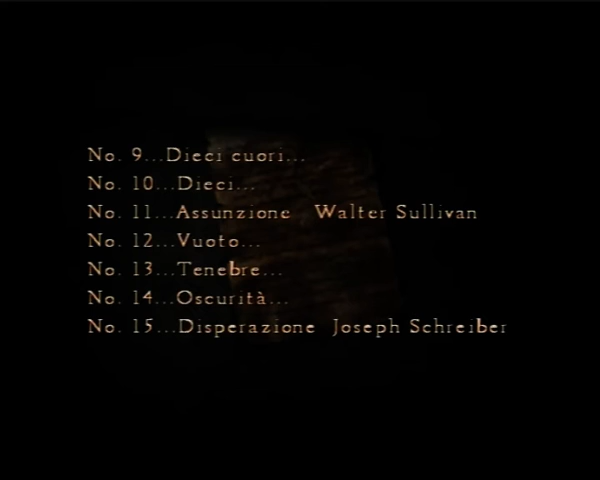 No. 9...Dieci cuori...
No. 10...Dieci...
No. 11...Assunzione Walter Sullivan
No. 12...Vuoto...
No. 13...Tenebre...
No. 14...Oscurità...
No. 15...Disperazione Joseph Schreiber